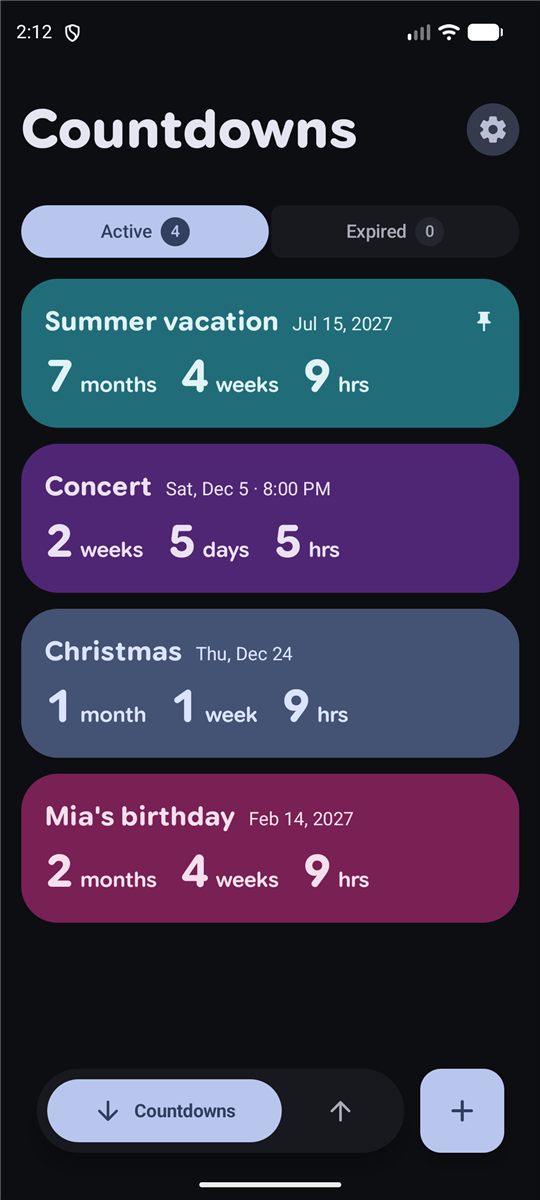 2:12
Countdowns
Active 4
Expired 0
Summer vacation Jul 15, 2027
7 months 4 weeks 9 hrs
Concert Sat, Dec 5 · 8:00 PM
2 weeks 5 days 5 hrs
Christmas Thu, Dec 24
1 month 1 week 9 hrs
Mia's birthday Feb 14, 2027
2 months 4 weeks 9 hrs
Countdowns